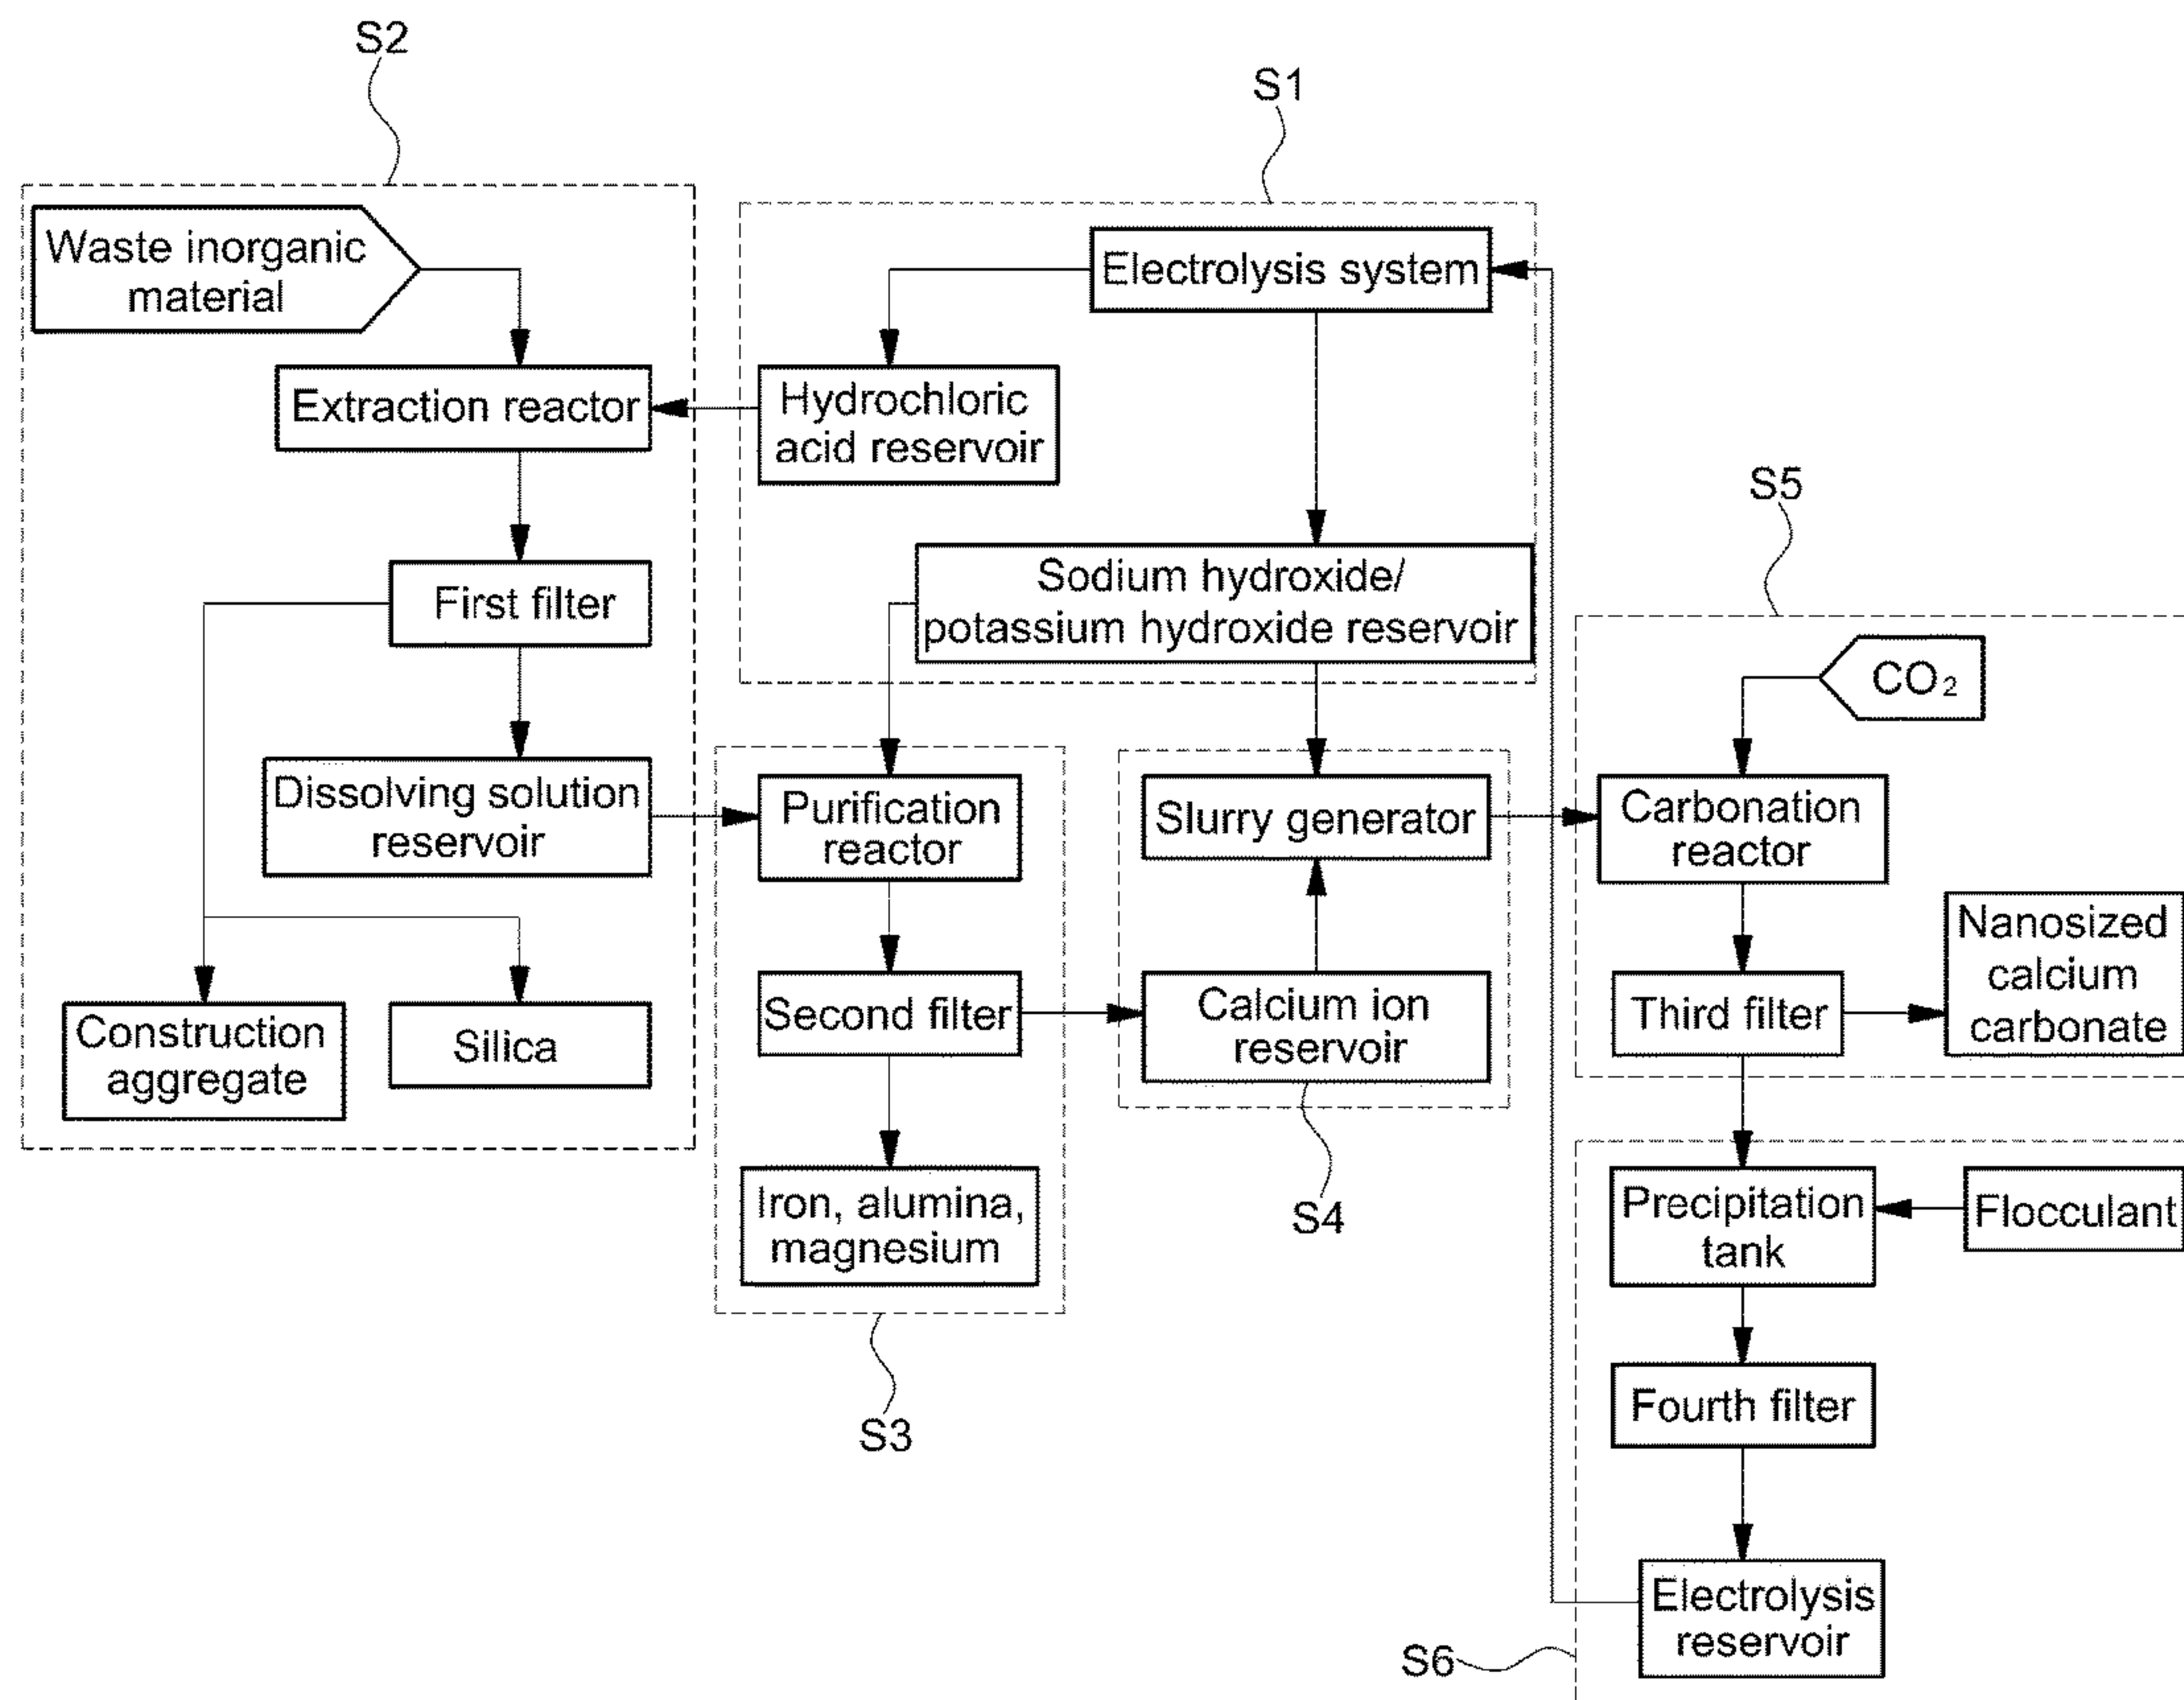 S2
S1
Waste inorganic
material
Electrolysis system
Extraction reactor
Hydrochloric
acid reservoir
S5
First filter
Sodium hydroxide/
potassium hydroxide reservoir
CO₂
Dissolving solution
reservoir
Purification
reactor
Slurry generator
Carbonation
reactor
Nanosized
calcium
carbonate
Construction
aggregate
Silica
Second filter
Calcium ion
reservoir
Third filter
Iron, alumina,
magnesium
S4
Precipitation
tank
Flocculant
S3
Fourth filter
Electrolysis
reservoir
S6